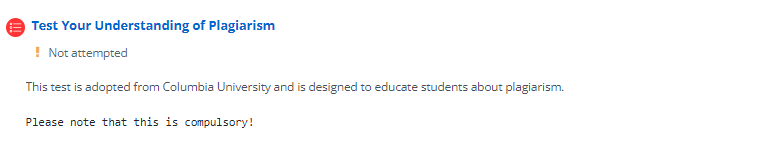 Test Your Understanding of Plagiarism
! Not attempted
This test is adopted from Columbia University and is designed to educate students about plagiarism.
Please note that this is compulsory!